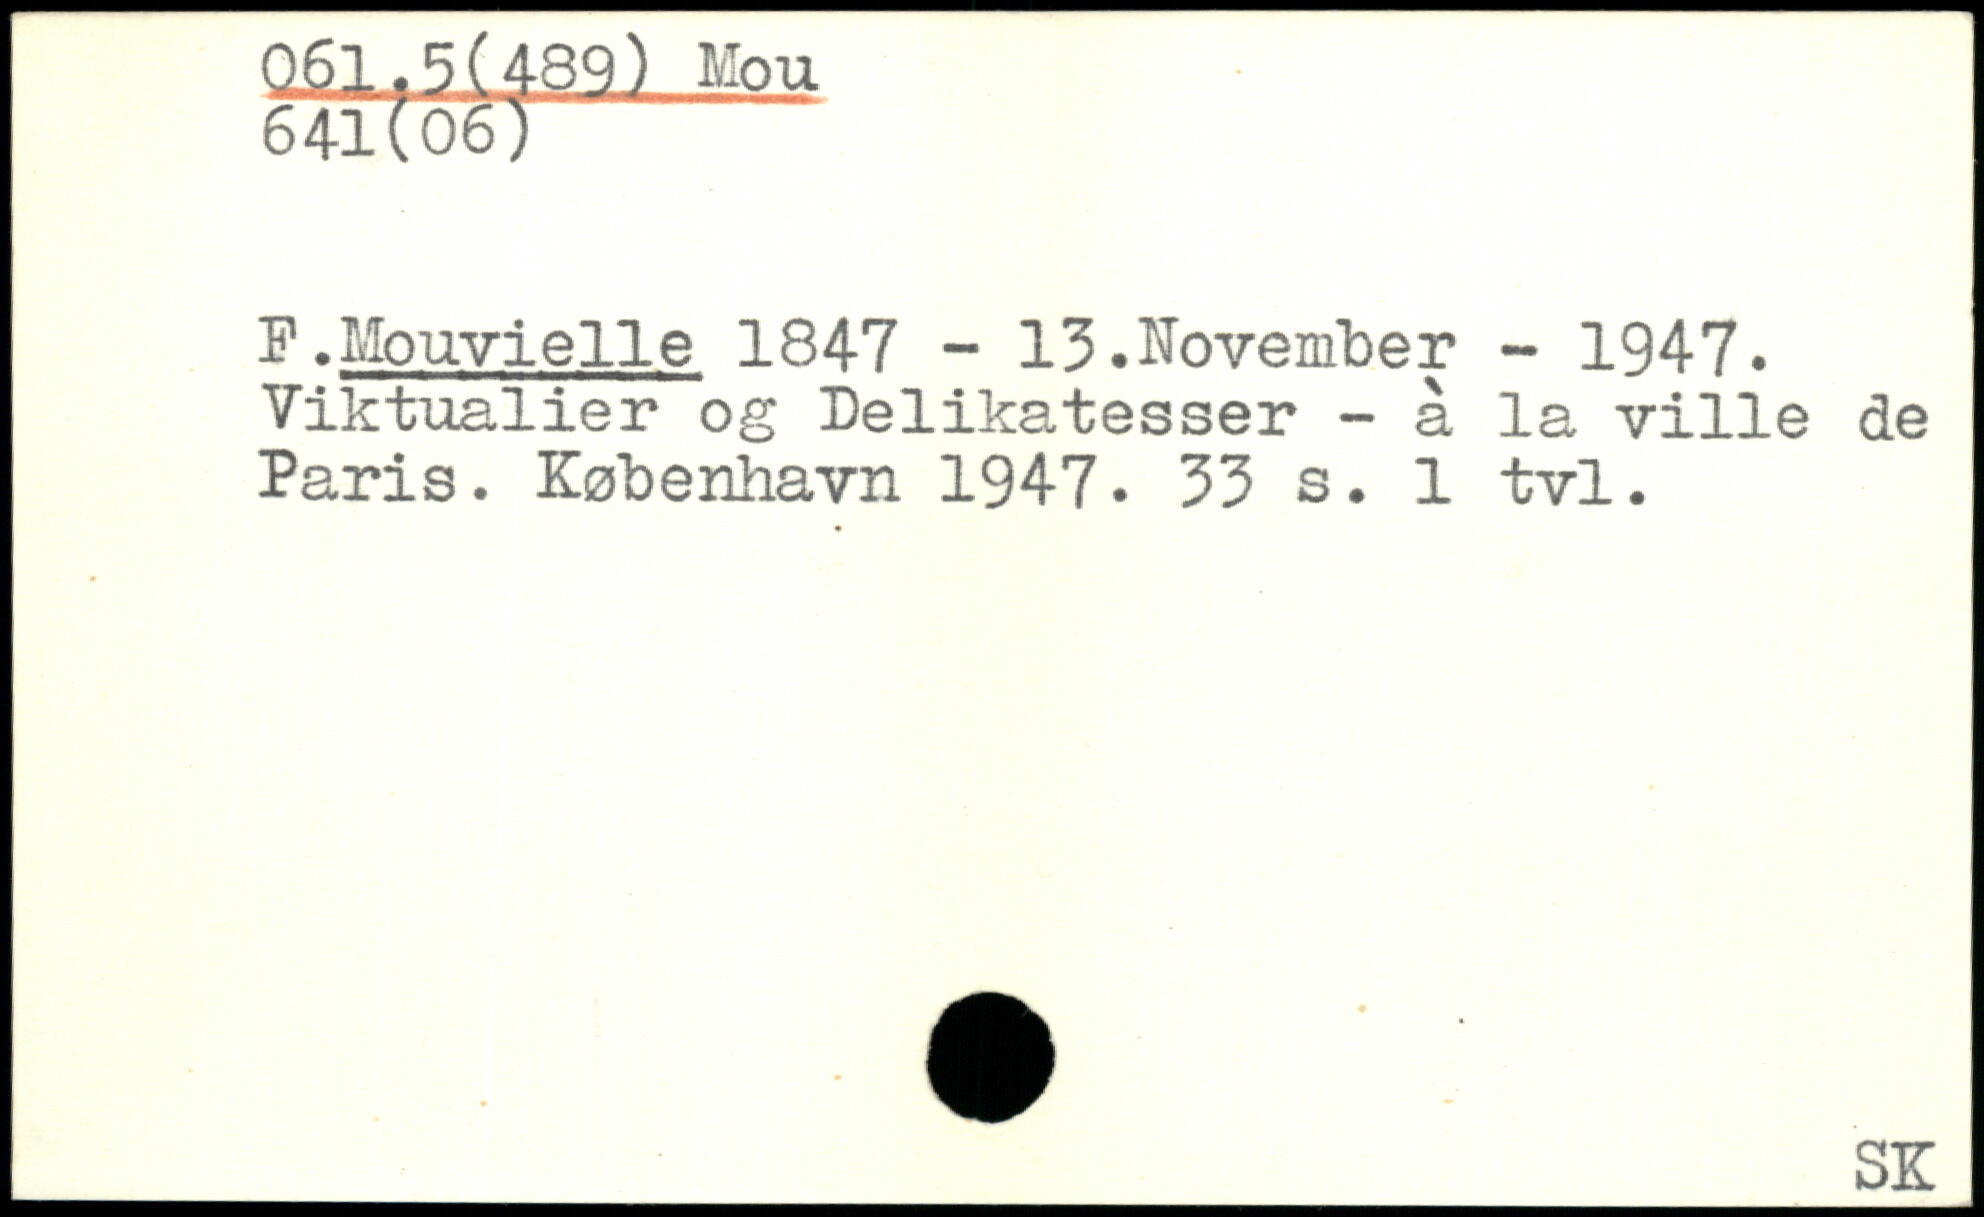 061.5(489) Mou
641(06)
F.Mouvielle 1847 - 13.November - 1947.
Viktualier og Delikatesser - à la ville de
Paris. København 1947. 33 s. 1 tvl.
SK